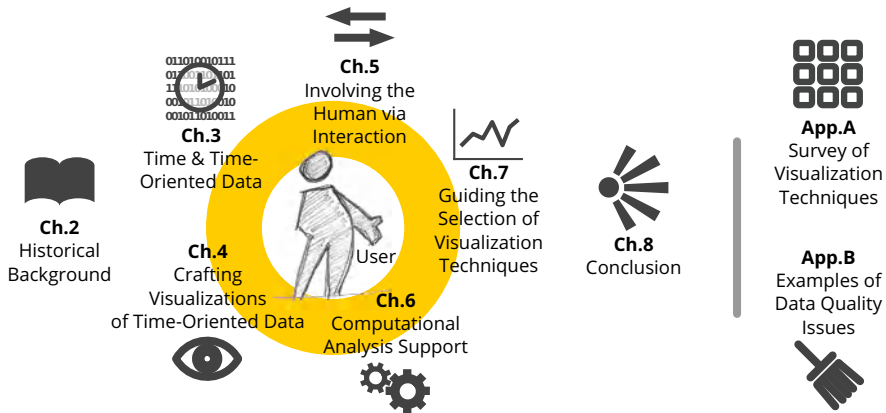 Ch.2
Historical
Background
011010010111
Ch.3
Time & Time-
Oriented Data
Ch.4
Crafting
Visualizations
of Time-Oriented Data
Ch.5
Involving the
Human via
Interaction
User
Ch.6
Computational
Analysis Support
Ch.7
Guiding the
Selection of
Visualization
Techniques
Ch.8
Conclusion
App.A
Survey of
Visualization
Techniques
App.B
Examples of
Data Quality
Issues
001011010011